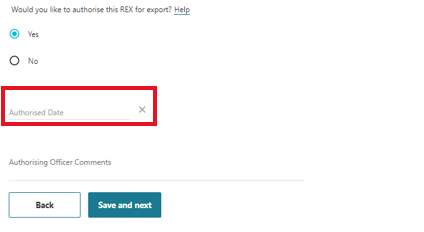 Would you like to authorise this REX for export? Help
Yes
No
Authorised Date
Authorising Officer Comments
Back
Save and next